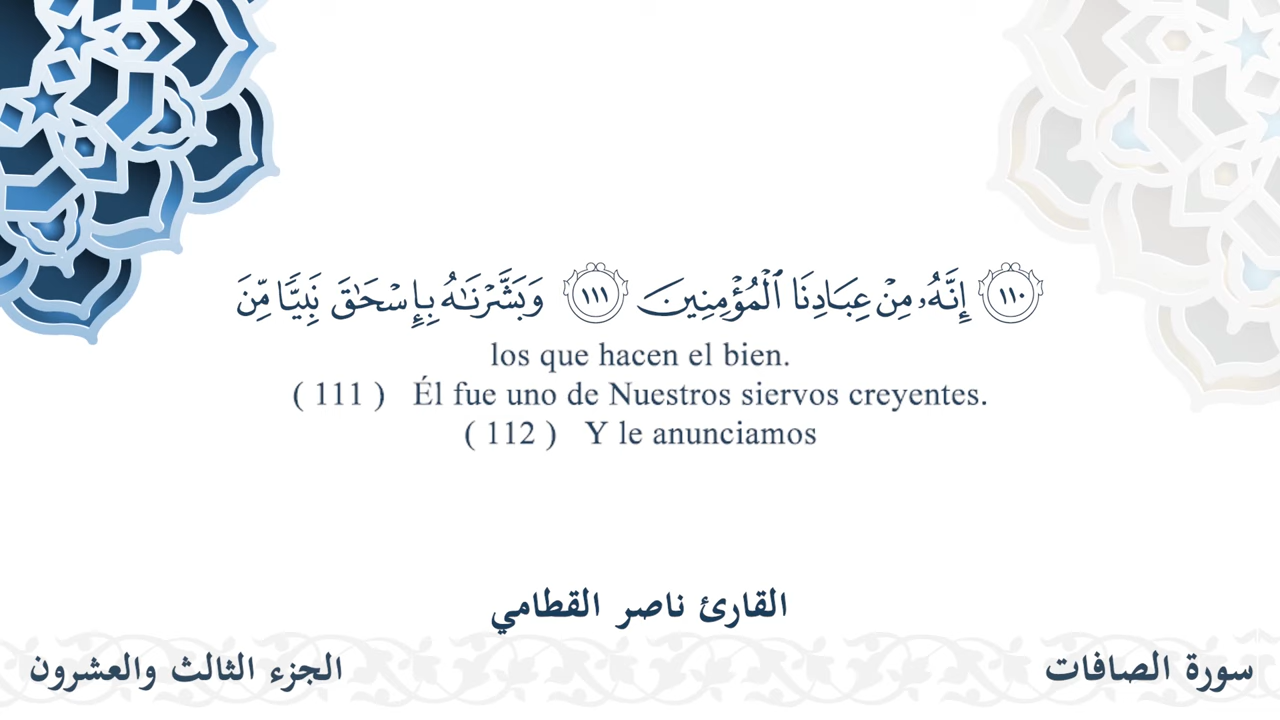 ١١٠ إِنَّهُۥ مِنْ عِبَادِنَا ٱلْمُؤْمِنِينَ ١١١ وَبَشَّرْنَـٰهُ بِإِسْحَـٰقَ نَبِيًّا مِّنَ
los que hacen el bien.
( 111 ) Él fue uno de Nuestros siervos creyentes.
( 112 ) Y le anunciamos
القارئ ناصر القطامي
سورة الصافات
الجزء الثالث والعشرون